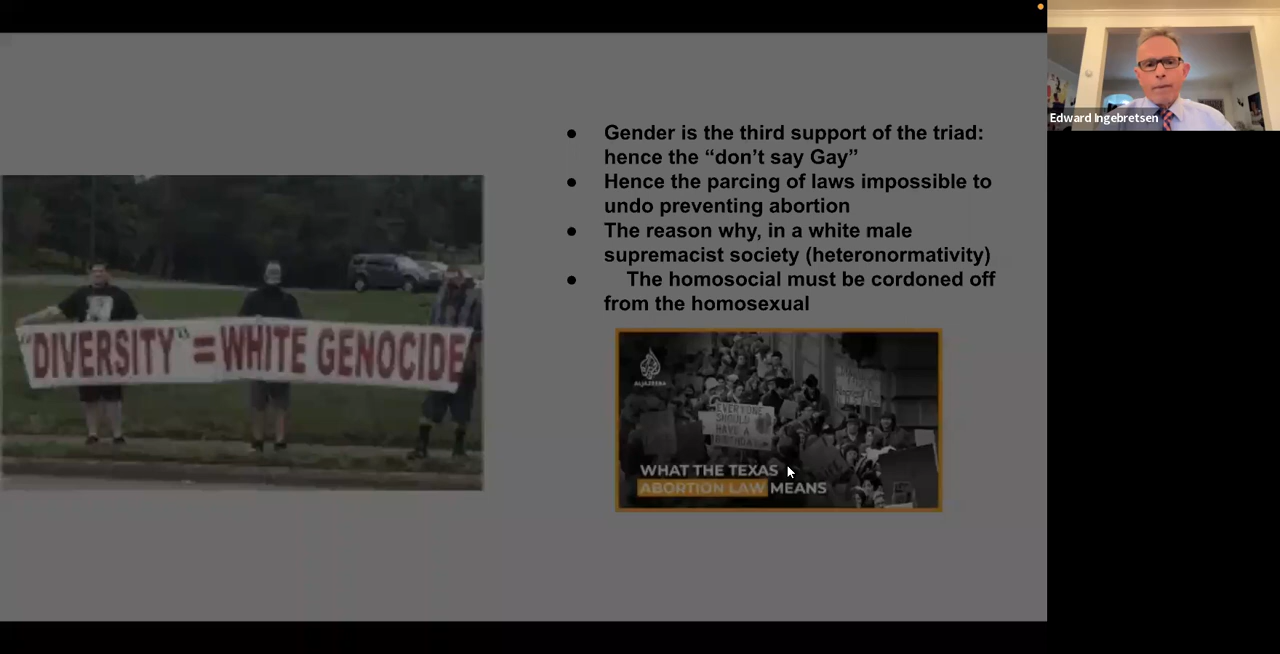 Edward Ingebretsen
● Gender is the third support of the triad:
hence the “don’t say Gay”
● Hence the parcing of laws impossible to
undo preventing abortion
● The reason why, in a white male
supremacist society (heteronormativity)
● The homosocial must be cordoned off
from the homosexual
"DIVERSITY" = WHITE GENOCIDE
ALJAZEERA
EVERYONE
SHOULD
HAVE A
BIRTHDAY
WHAT THE TEXAS
ABORTION LAW MEANS